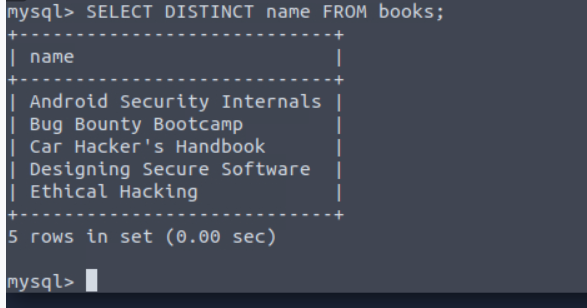 mysql> SELECT DISTINCT name FROM books;
+----------------------------+
| name                       |
+----------------------------+
| Android Security Internals |
| Bug Bounty Bootcamp        |
| Car Hacker's Handbook      |
| Designing Secure Software  |
| Ethical Hacking            |
+----------------------------+
5 rows in set (0.00 sec)
mysql>